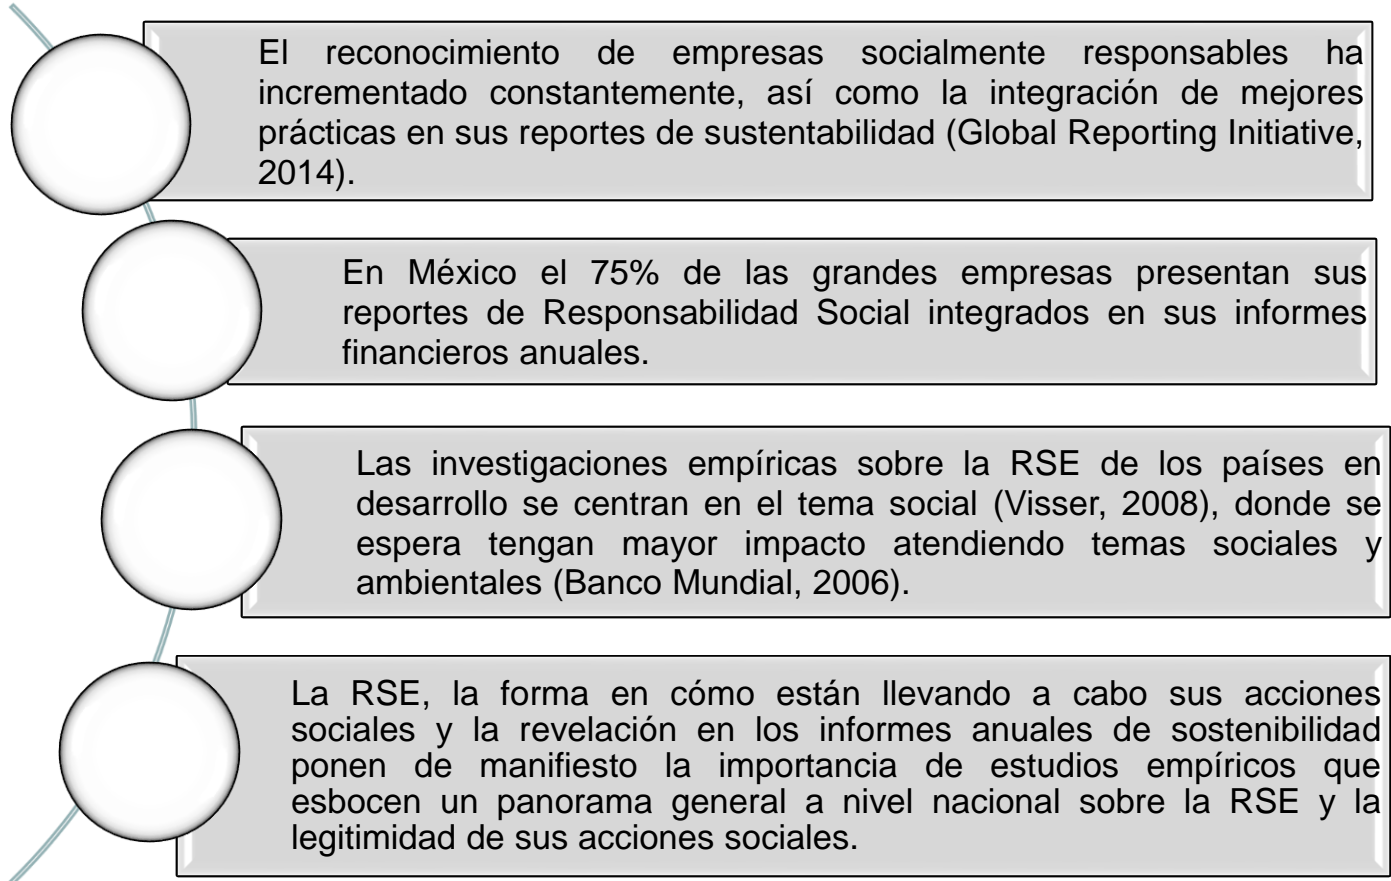 El reconocimiento de empresas socialmente responsables ha
incrementado constantemente, así como la integración de mejores
prácticas en sus reportes de sustentabilidad (Global Reporting Initiative,
2014).
En México el 75% de las grandes empresas presentan sus
reportes de Responsabilidad Social integrados en sus informes
financieros anuales.
Las investigaciones empíricas sobre la RSE de los países en
desarrollo se centran en el tema social (Visser, 2008), donde se
espera tengan mayor impacto atendiendo temas sociales y
ambientales (Banco Mundial, 2006).
La RSE, la forma en cómo están llevando a cabo sus acciones
sociales y la revelación en los informes anuales de sostenibilidad
ponen de manifiesto la importancia de estudios empíricos que
esbocen un panorama general a nivel nacional sobre la RSE y la
legitimidad de sus acciones sociales.